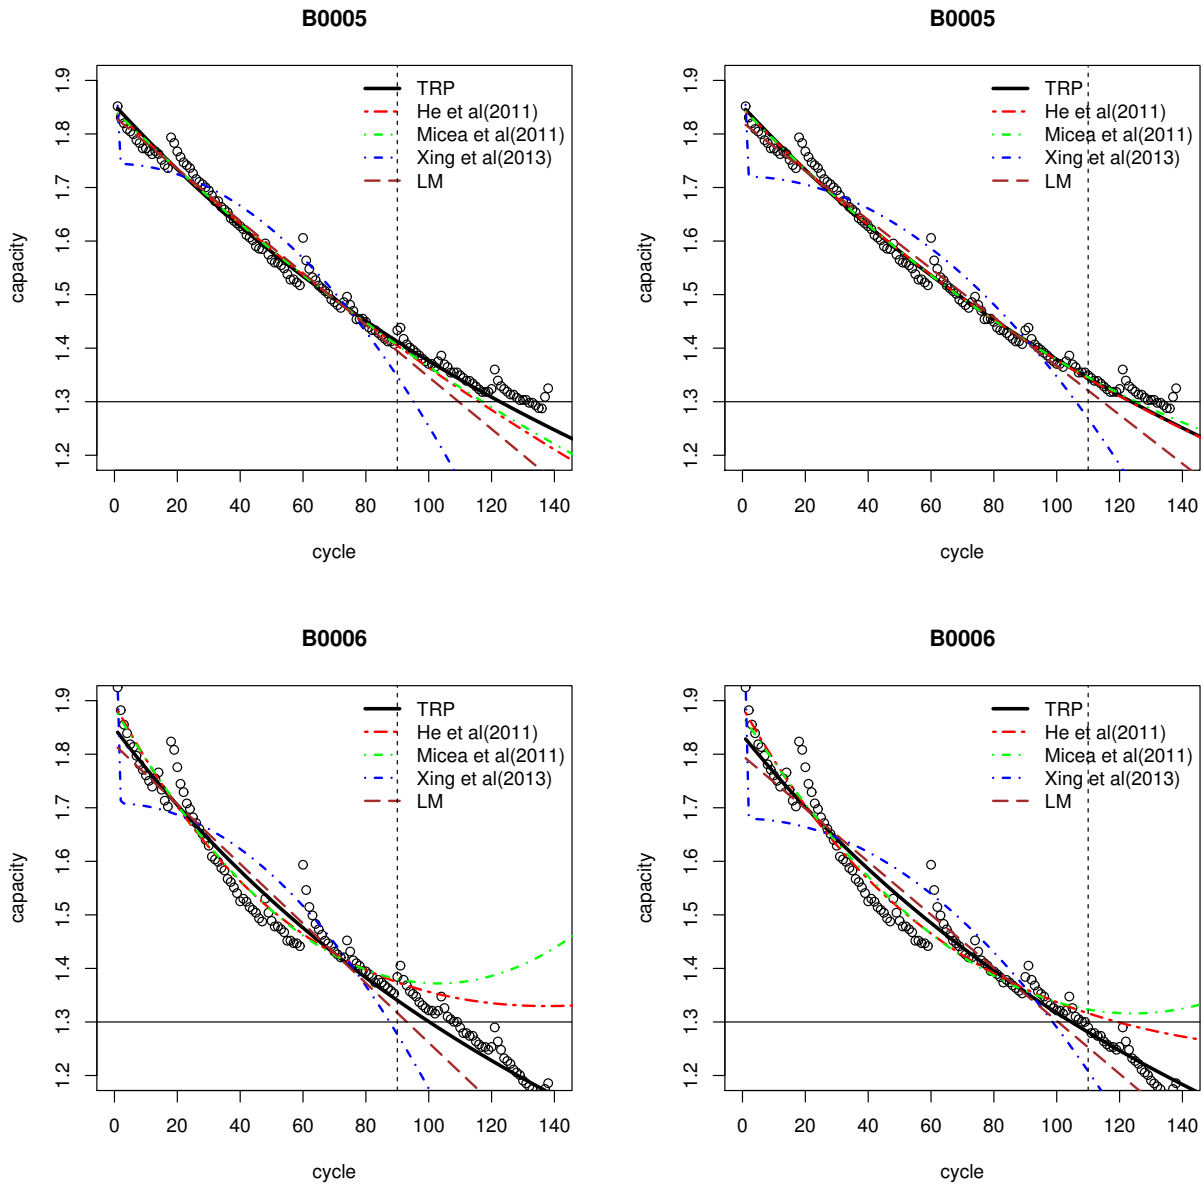 B0005
capacity
1.2 1.3 1.4 1.5 1.6 1.7 1.8 1.9
TRP
He et al(2011)
Micea et al(2011)
Xing et al(2013)
LM
0 20 40 60 80 100 120 140
cycle
B0005
capacity
1.2 1.3 1.4 1.5 1.6 1.7 1.8 1.9
TRP
He et al(2011)
Micea et al(2011)
Xing et al(2013)
LM
0 20 40 60 80 100 120 140
cycle
B0006
capacity
1.2 1.3 1.4 1.5 1.6 1.7 1.8 1.9
TRP
He et al(2011)
Micea et al(2011)
Xing et al(2013)
LM
0 20 40 60 80 100 120 140
cycle
B0006
capacity
1.2 1.3 1.4 1.5 1.6 1.7 1.8 1.9
TRP
He et al(2011)
Micea et al(2011)
Xing et al(2013)
LM
0 20 40 60 80 100 120 140
cycle